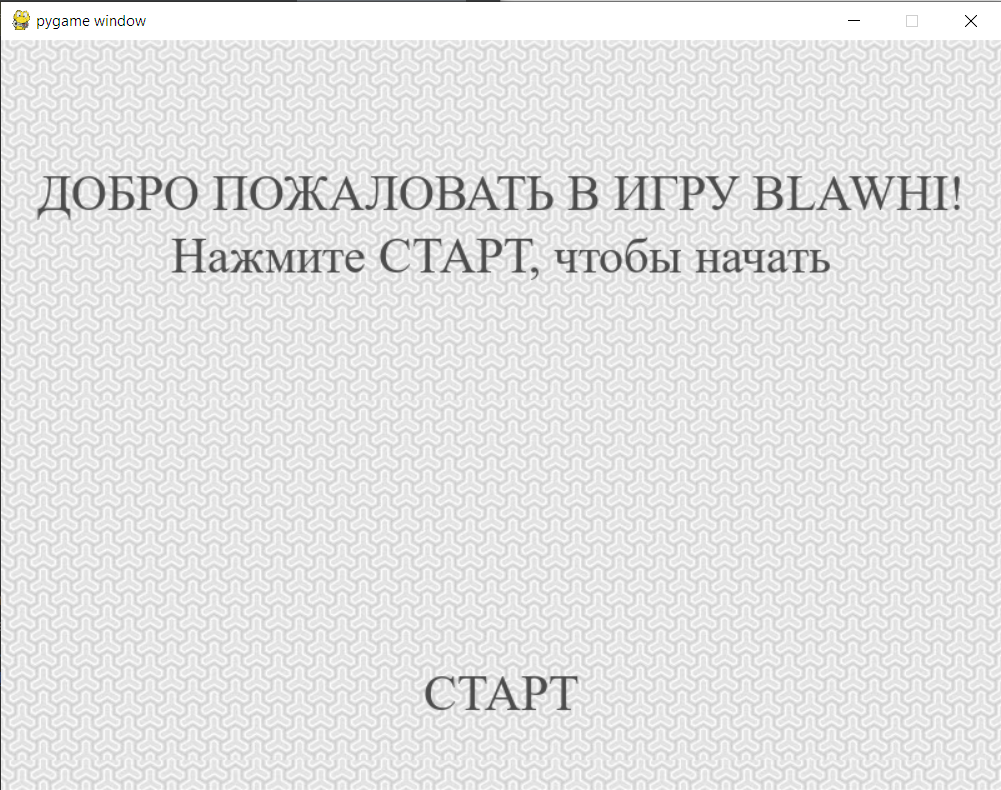 pygame window
ДОБРО ПОЖАЛОВАТЬ В ИГРУ BLAWHI!
Нажмите СТАРТ, чтобы начать
СТАРТ